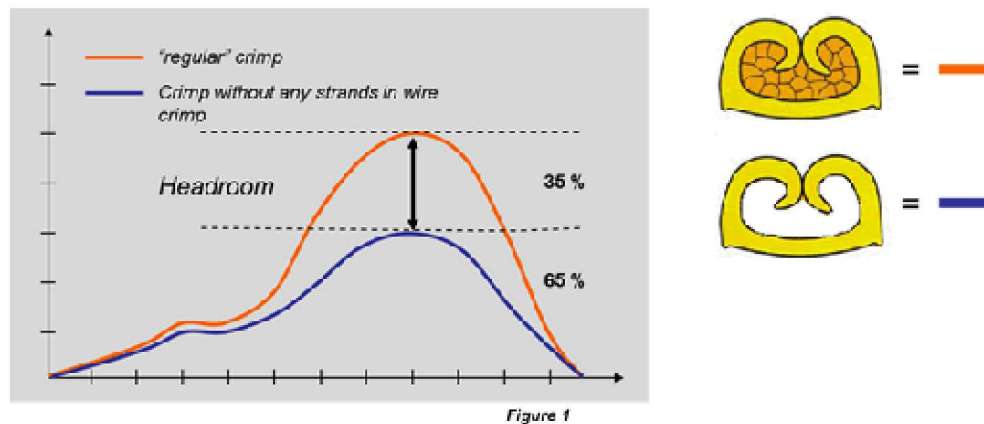 "regular" crimp
Crimp without any strands in wire
crimp
Headroom
35 %
65 %
=
=
Figure 1